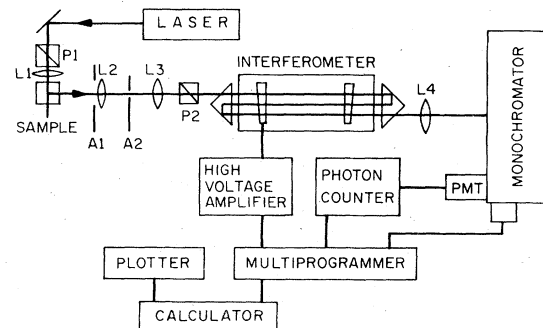 LASER
P1
L1
L2
L3
INTERFEROMETER
L4
SAMPLE
A1
A2
P2
MONOCHROMATOR
HIGH
VOLTAGE
AMPLIFIER
PHOTON
COUNTER
PMT
PLOTTER
MULTIPROGRAMMER
CALCULATOR